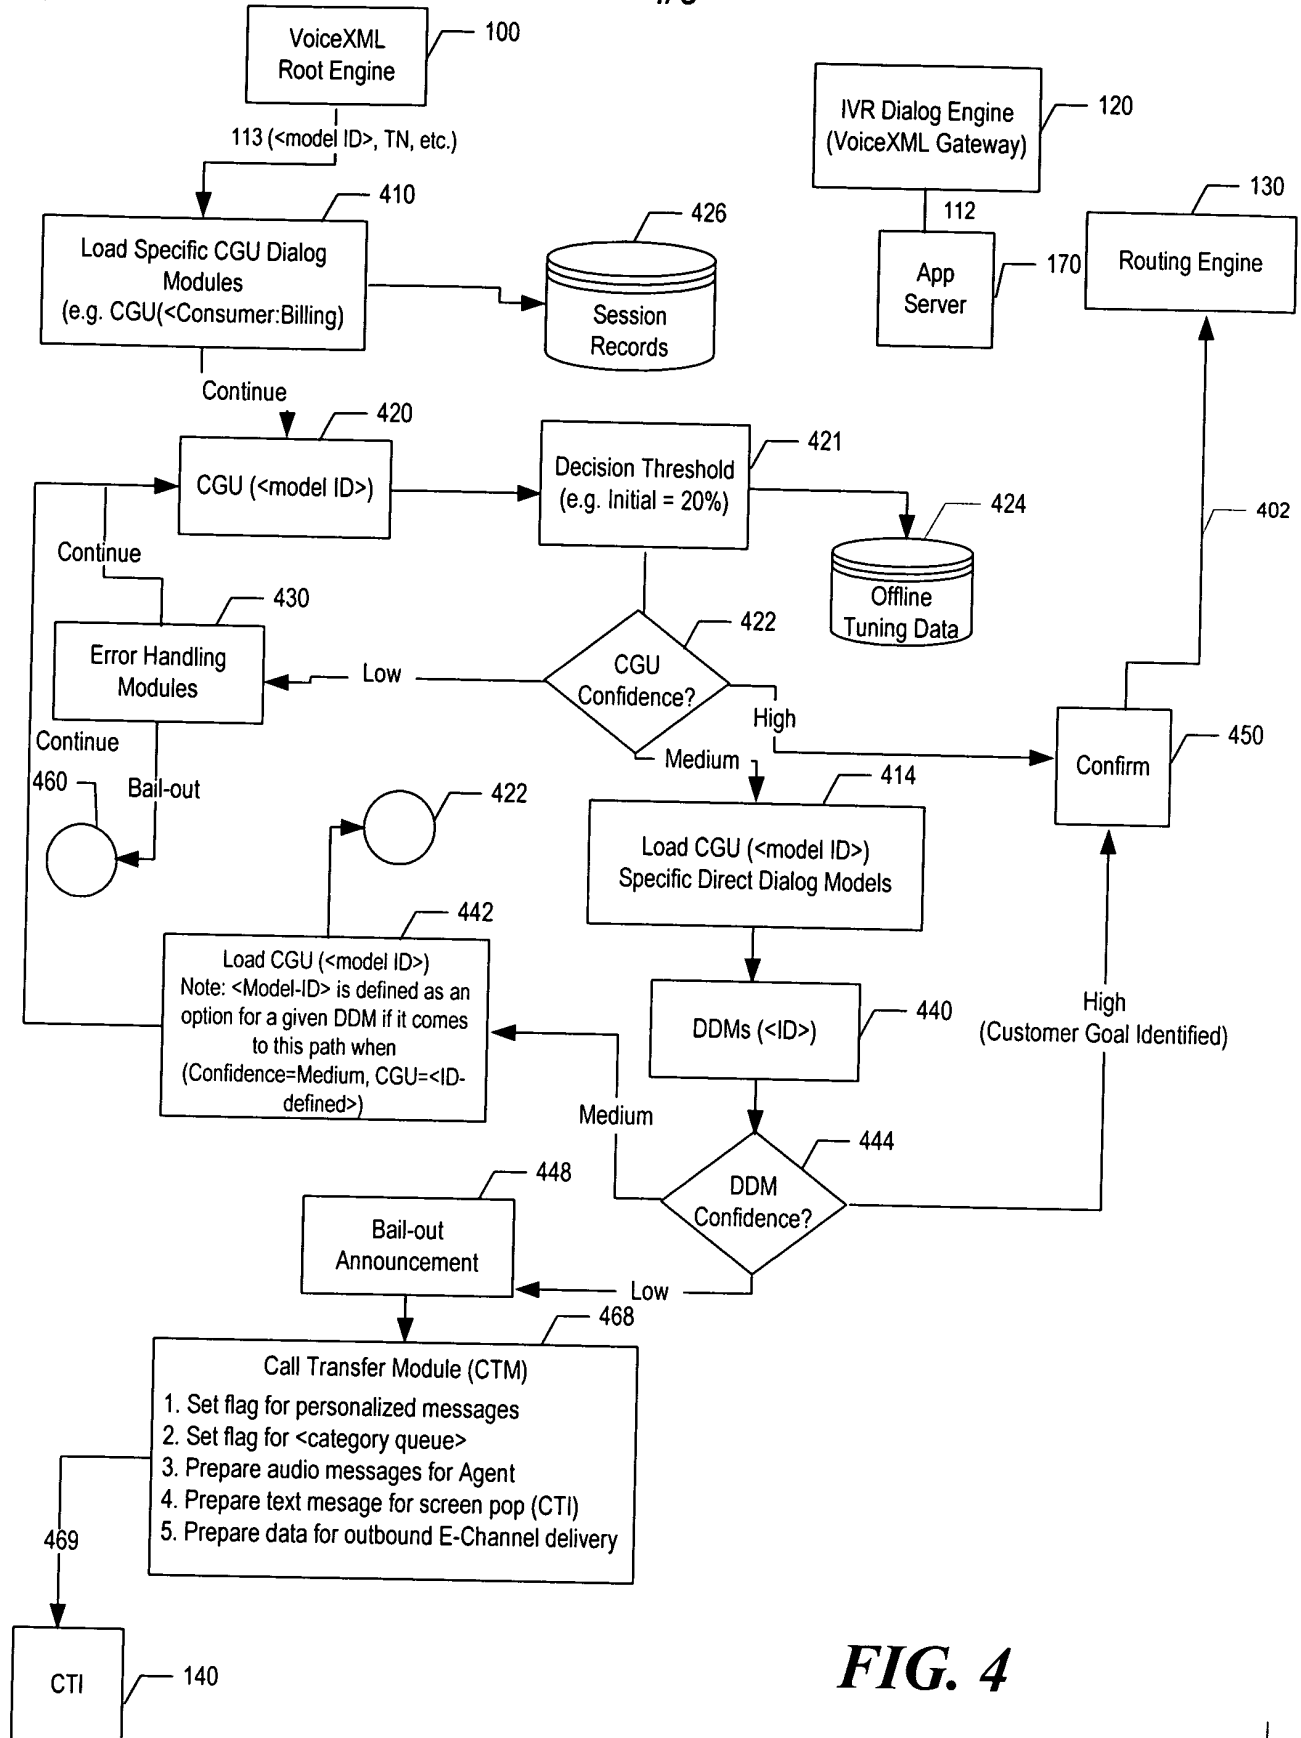 VoiceXML
Root Engine
100
113 (<model ID>, TN, etc.)
IVR Dialog Engine
(VoiceXML Gateway)
120
112
App
Server
170
130
Routing Engine
410
Load Specific CGU Dialog
Modules
(e.g. CGU(<Consumer:Billing)
426
Session
Records
Continue
420
CGU (<model ID>)
421
Decision Threshold
(e.g. Initial = 20%)
424
Offline
Tuning Data
402
Continue
430
Error Handling
Modules
Low
422
CGU
Confidence?
High
Medium
450
Confirm
Continue
460
Bail-out
422
414
Load CGU (<model ID>)
Specific Direct Dialog Models
442
Load CGU (<model ID>)
Note: <Model-ID> is defined as an
option for a given DDM if it comes
to this path when
(Confidence=Medium, CGU=<ID-
defined>)
440
DDMs (<ID>)
High
(Customer Goal Identified)
Medium
444
DDM
Confidence?
448
Bail-out
Announcement
Low
468
Call Transfer Module (CTM)
1. Set flag for personalized messages
2. Set flag for <category queue>
3. Prepare audio messages for Agent
4. Prepare text mesage for screen pop (CTI)
5. Prepare data for outbound E-Channel delivery
469
CTI
140
FIG. 4